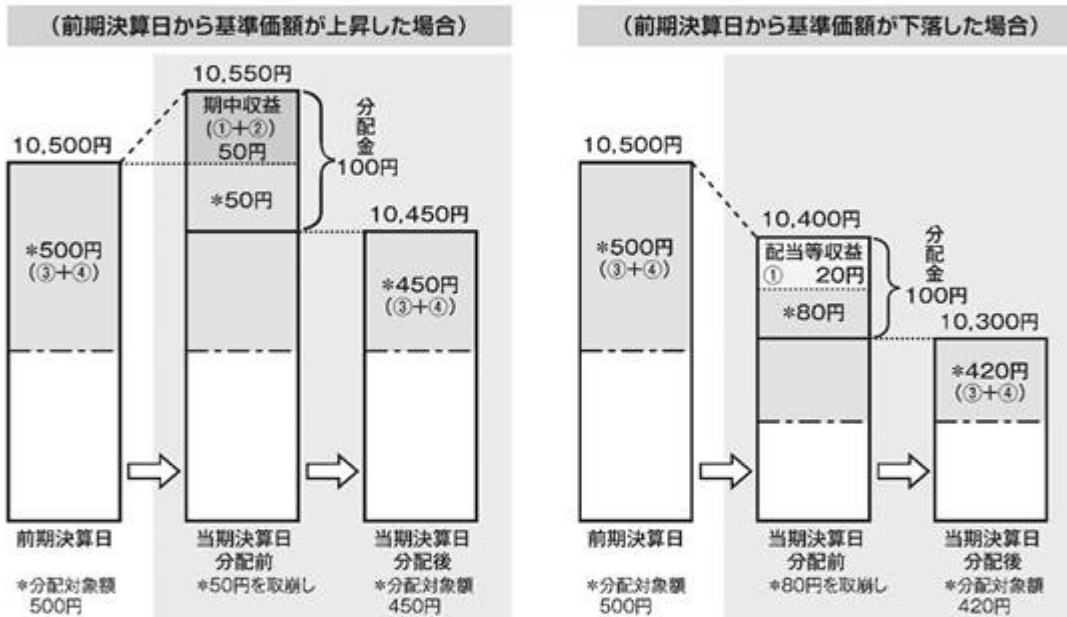 （前期決算日から基準価額が上昇した場合）
10,550円
期中収益
（①＋②）
50円
分配金
100円
10,500円
＊50円
10,450円
＊500円
（③＋④）
＊450円
（③＋④）
前期決算日
当期決算日
分配前
当期決算日
分配後
＊分配対象額
500円
＊50円を取崩し
＊分配対象額
450円
（前期決算日から基準価額が下落した場合）
10,500円
10,400円
配当等収益
① 20円
分配金
100円
＊80円
10,300円
＊500円
（③＋④）
＊420円
（③＋④）
前期決算日
当期決算日
分配前
当期決算日
分配後
＊分配対象額
500円
＊80円を取崩し
＊分配対象額
420円